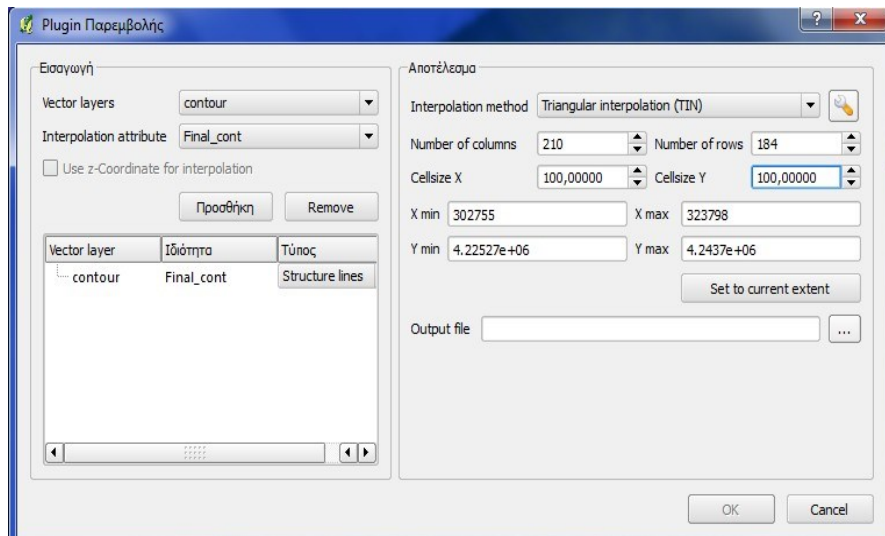 Plugin Παρεμβολής
Εισαγωγή
Vector layers contour
Interpolation attribute Final_cont
Use z-Coordinate for interpolation
Προσθήκη Remove
Vector layer Ιδιότητα Τύπος
contour Final_cont Structure lines
Αποτέλεσμα
Interpolation method Triangular interpolation (TIN)
Number of columns 210 Number of rows 184
Cellsize X 100,00000 Cellsize Y 100,00000
X min 302755 X max 323798
Y min 4.22527e+06 Y max 4.2437e+06
Set to current extent
Output file ...
OK Cancel